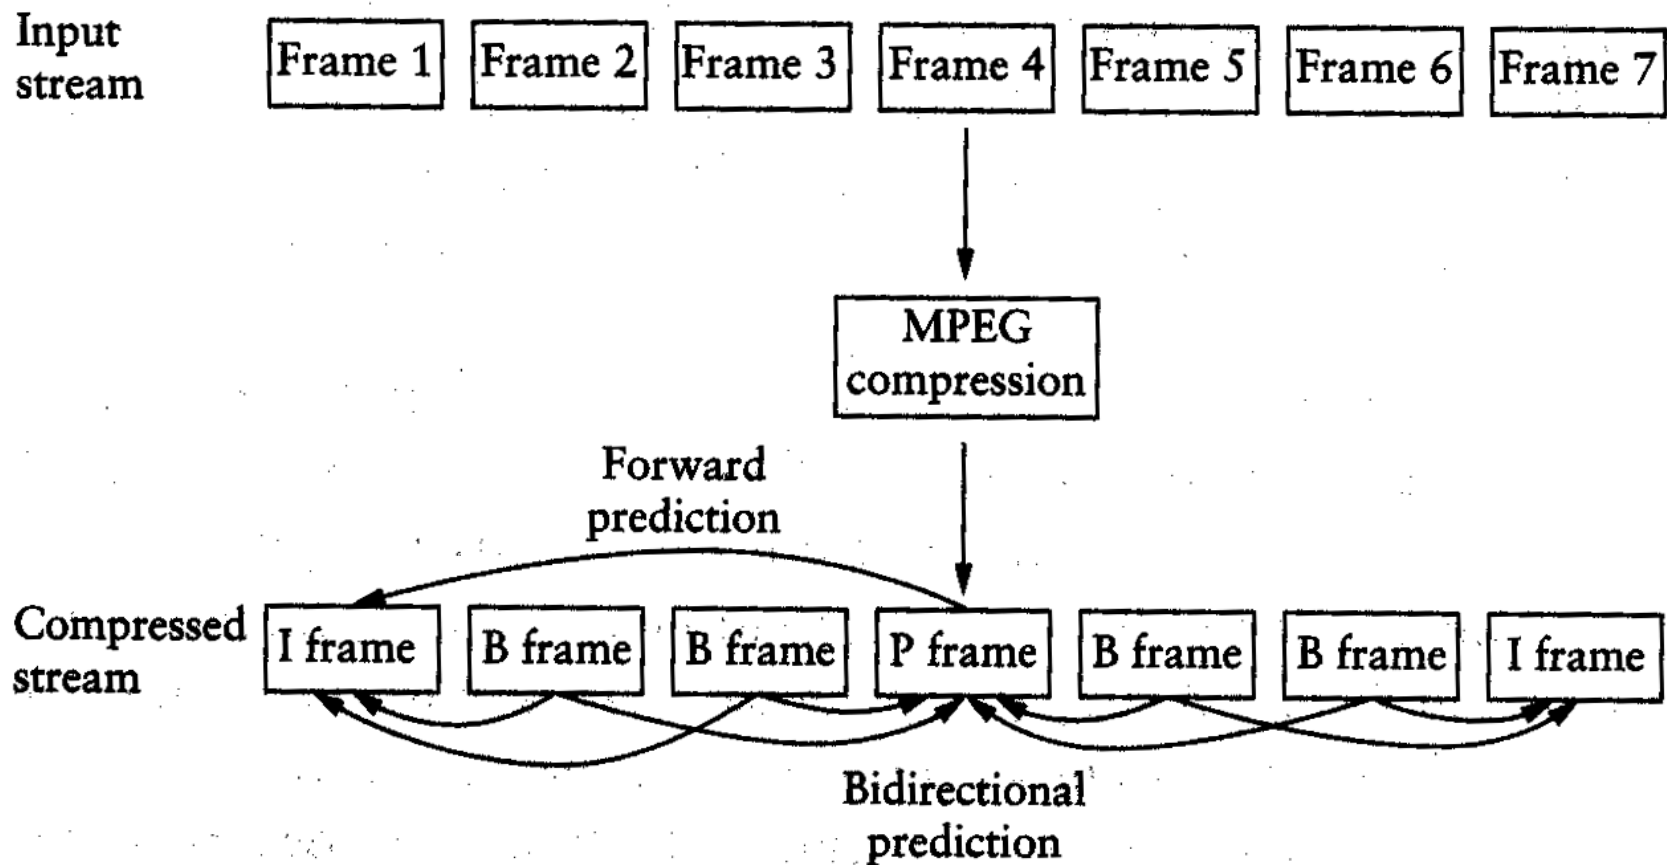 Input
stream
Frame 1
Frame 2
Frame 3
Frame 4
Frame 5
Frame 6
Frame 7
MPEG
compression
Forward
prediction
Compressed
stream
I frame
B frame
B frame
P frame
B frame
B frame
I frame
Bidirectional
prediction